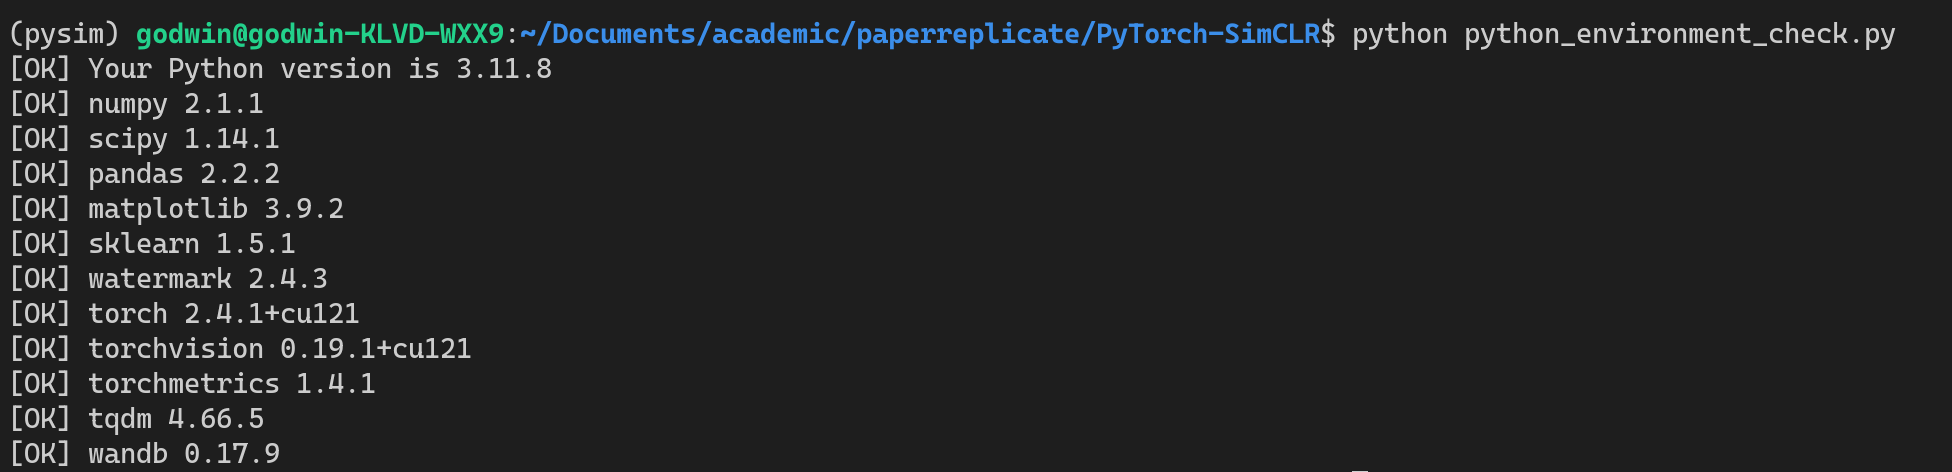 (pysim) godwin@godwin-KLVD-WXX9:~/Documents/academic/paperreplicate/PyTorch-SimCLR$ python python_environment_check.py
[OK] Your Python version is 3.11.8
[OK] numpy 2.1.1
[OK] scipy 1.14.1
[OK] pandas 2.2.2
[OK] matplotlib 3.9.2
[OK] sklearn 1.5.1
[OK] watermark 2.4.3
[OK] torch 2.4.1+cu121
[OK] torchvision 0.19.1+cu121
[OK] torchmetrics 1.4.1
[OK] tqdm 4.66.5
[OK] wandb 0.17.9